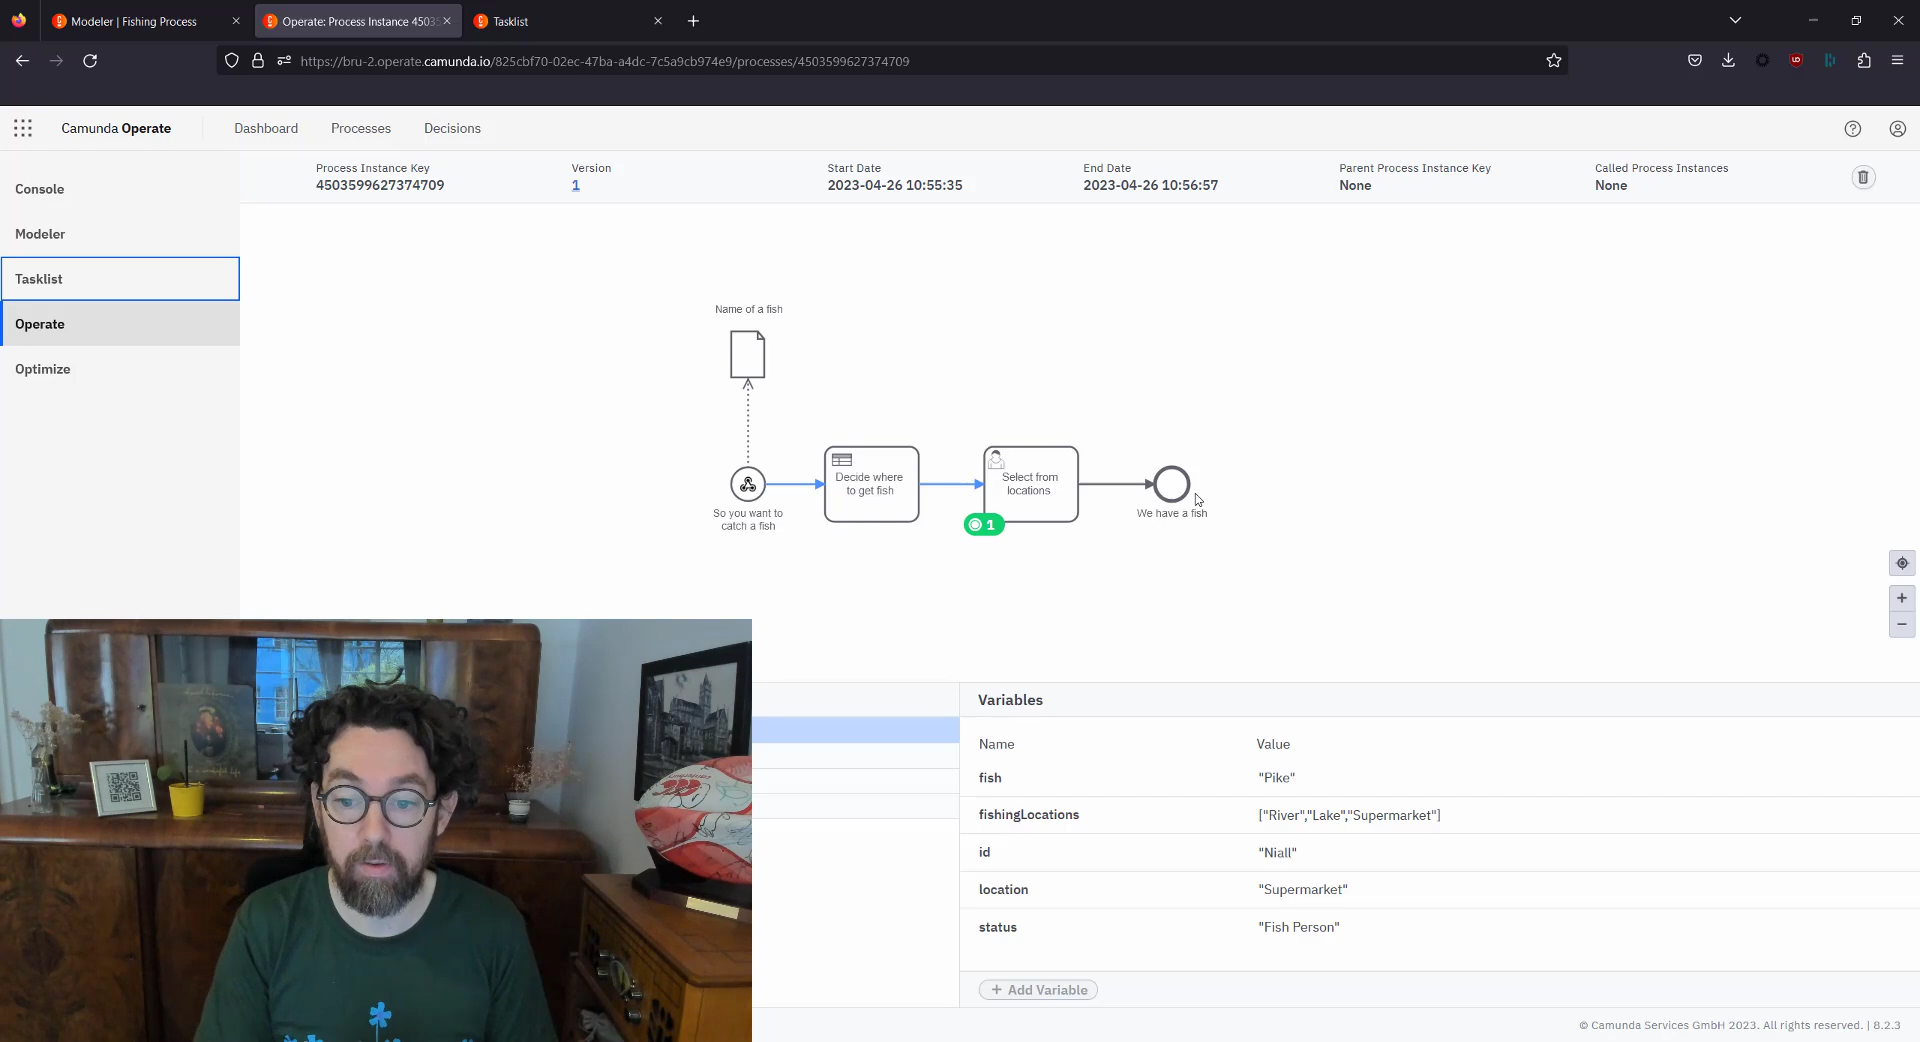 Modeler | Fishing Process
Operate: Process Instance 4503
Tasklist
https://bru-2.operate.camunda.io/825cbf70-02ec-47ba-a4dc-7c5a9cb974e9/processes/4503599627374709
Camunda Operate
Dashboard
Processes
Decisions
Console
Modeler
Tasklist
Operate
Optimize
Process Instance Key
4503599627374709
Version
1
Start Date
2023-04-26 10:55:35
End Date
2023-04-26 10:56:57
Parent Process Instance Key
None
Called Process Instances
None
Name of a fish
So you want to
catch a fish
Decide where
to get fish
Select from
locations
1
We have a fish
Variables
Name Value
fish "Pike"
fishingLocations ["River","Lake","Supermarket"]
id "Niall"
location "Supermarket"
status "Fish Person"
+ Add Variable
© Camunda Services GmbH 2023. All rights reserved. | 8.2.3